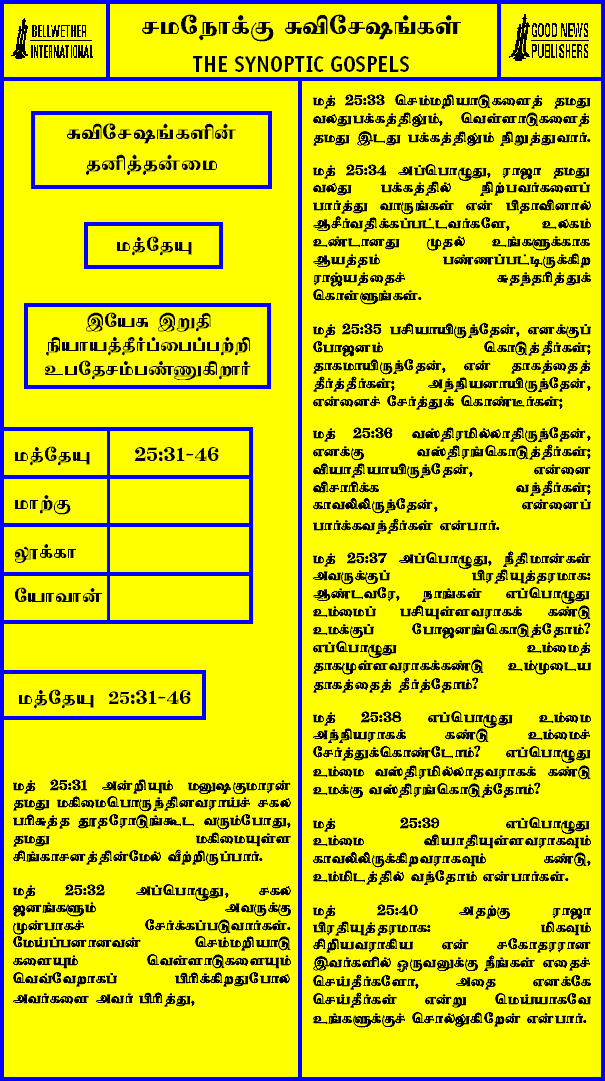 BELLWETHER
INTERNATIONAL
சமநோக்கு சுவிசேஷங்கள்
THE SYNOPTIC GOSPELS
GOOD NEWS
PUBLISHERS
சுவிசேஷங்களின்
தனித்தன்மை
மத்தேயு
இயேசு இறுதி
நியாயத்தீர்ப்பைப்பற்றி
உபதேசம்பண்ணுகிறார்
மத்தேயு 25:31-46
மாற்கு
லூக்கா
யோவான்
மத்தேயு 25:31-46
மத் 25:31 அன்றியும் மனுஷகுமாரன்
தமது மகிமைபொருந்தினவராய்ச் சகல
பரிசுத்த தூதரோடுங்கூட வரும்போது,
தமது மகிமையுள்ள
சிங்காசனத்தின்மேல் வீற்றிருப்பார்.
மத் 25:32 அப்பொழுது, சகல
ஜனங்களும் அவருக்கு
முன்பாகச் சேர்க்கப்படுவார்கள்.
மேய்ப்பனானவன் செம்மறியாடு
களையும் வெள்ளாடுகளையும்
வெவ்வேறாகப் பிரிக்கிறதுபோல
அவர்களை அவர் பிரித்து,
மத் 25:33 செம்மறியாடுகளைத் தமது
வலதுபக்கத்திலும், வெள்ளாடுகளைத்
தமது இடது பக்கத்திலும் நிறுத்துவார்.
மத் 25:34 அப்பொழுது, ராஜா தமது
வலது பக்கத்தில் நிற்பவர்களைப்
பார்த்து வாருங்கள் என் பிதாவினால்
ஆசீர்வதிக்கப்பட்டவர்களே, உலகம்
உண்டானது முதல் உங்களுக்காக
ஆயத்தம் பண்ணப்பட்டிருக்கிற
ராஜ்யத்தைச் சுதந்தரித்துக்
கொள்ளுங்கள்.
மத் 25:35 பசியாயிருந்தேன், எனக்குப்
போஜனம் கொடுத்தீர்கள்;
தாகமாயிருந்தேன், என் தாகத்தைத்
தீர்த்தீர்கள்; அந்நியனாயிருந்தேன்,
என்னைச் சேர்த்துக் கொண்டீர்கள்;
மத் 25:36 வஸ்திரமில்லாதிருந்தேன்,
எனக்கு வஸ்திரங்கொடுத்தீர்கள்;
வியாதியாயிருந்தேன், என்னை
விசாரிக்க வந்தீர்கள்;
காவலிலிருந்தேன், என்னைப்
பார்க்கவந்தீர்கள் என்பார்.
மத் 25:37 அப்பொழுது, நீதிமான்கள்
அவருக்குப் பிரதியுத்தரமாக:
ஆண்டவரே, நாங்கள் எப்பொழுது
உம்மைப் பசியுள்ளவராகக் கண்டு
உமக்குப் போஜனங்கொடுத்தோம்?
எப்பொழுது உம்மைத்
தாகமுள்ளவராகக்கண்டு உம்முடைய
தாகத்தைத் தீர்த்தோம்?
மத் 25:38 எப்பொழுது உம்மை
அந்நியராகக் கண்டு உம்மைச்
சேர்த்துக்கொண்டோம்? எப்பொழுது
உம்மை வஸ்திரமில்லாதவராகக் கண்டு
உமக்கு வஸ்திரங்கொடுத்தோம்?
மத் 25:39 எப்பொழுது
உம்மை வியாதியுள்ளவராகவும்
காவலிலிருக்கிறவராகவும் கண்டு,
உம்மிடத்தில் வந்தோம் என்பார்கள்.
மத் 25:40 அதற்கு ராஜா
பிரதியுத்தரமாக: மிகவும்
சிறியவராகிய என் சகோதரரான
இவர்களில் ஒருவனுக்கு நீங்கள் எதைச்
செய்தீர்களோ, அதை எனக்கே
செய்தீர்கள் என்று மெய்யாகவே
உங்களுக்குச் சொல்லுகிறேன் என்பார்.